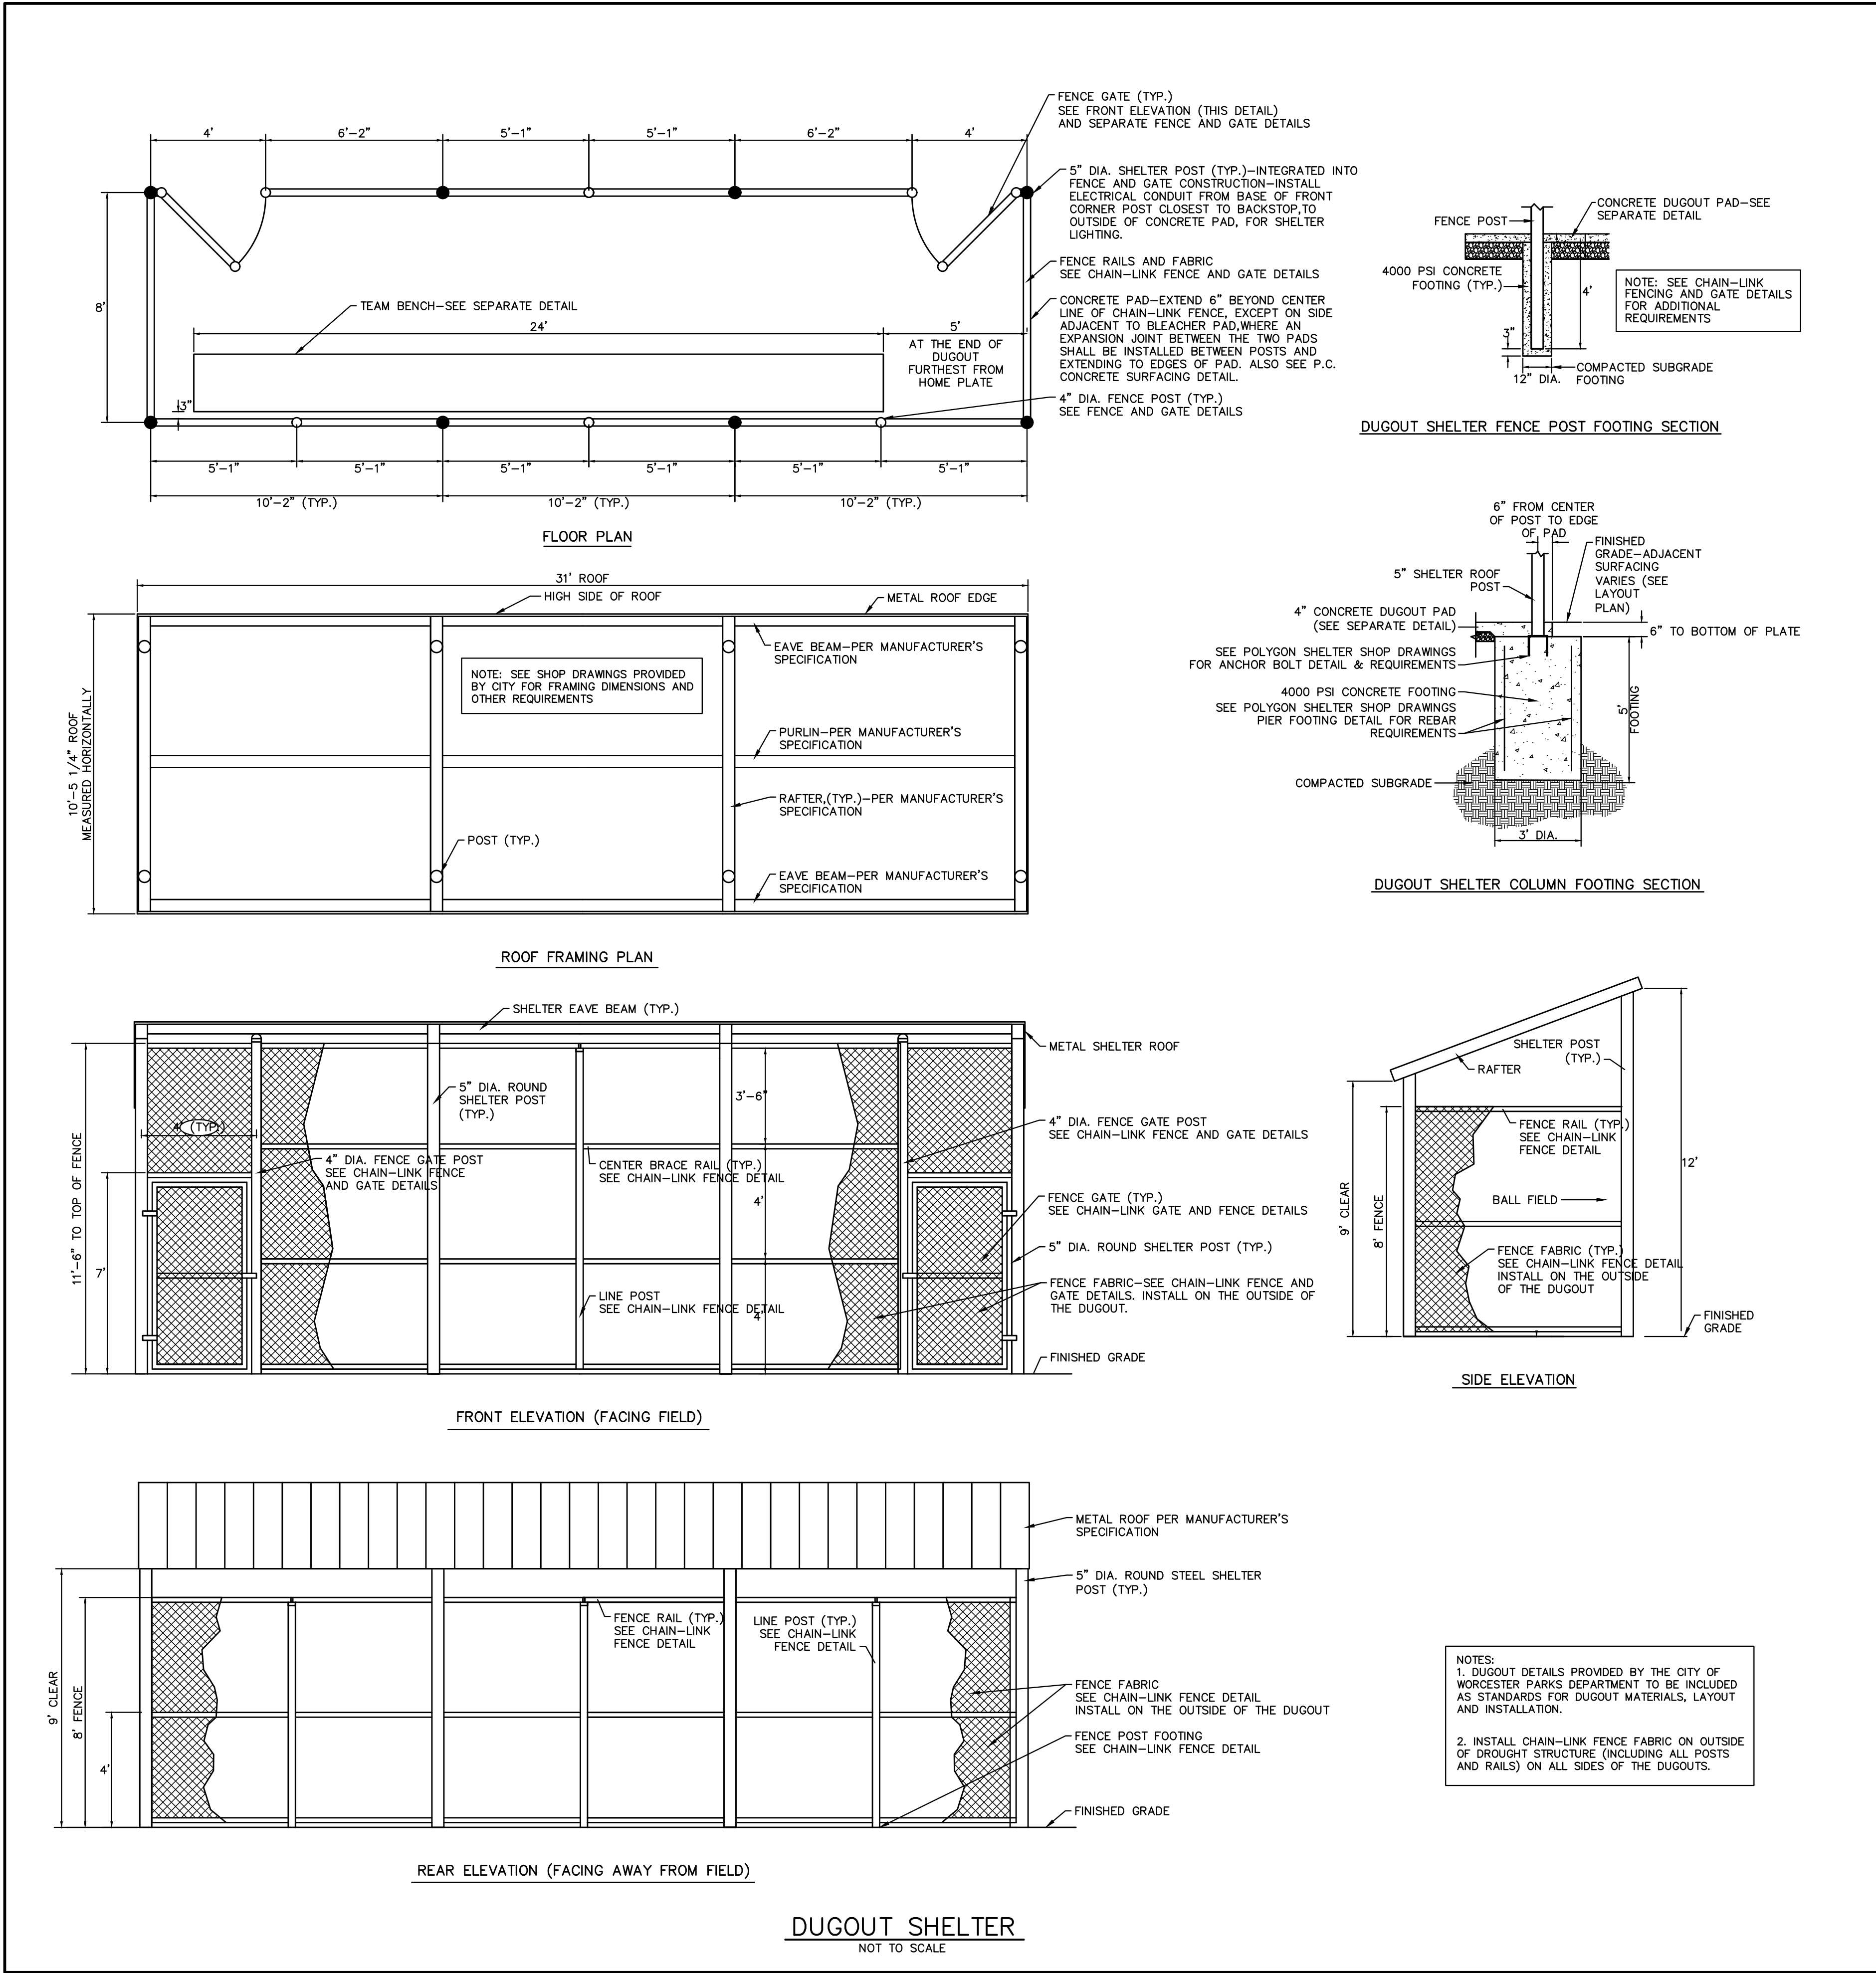 4'
6'-2"
5'-1"
5'-1"
6'-2"
4'
8'
TEAM BENCH-SEE SEPARATE DETAIL
24'
5'
AT THE END OF
DUGOUT
FURTHEST FROM
HOME PLATE
3"
5'-1"
5'-1"
5'-1"
5'-1"
5'-1"
5'-1"
10'-2" (TYP.)
10'-2" (TYP.)
10'-2" (TYP.)
FLOOR PLAN
FENCE GATE (TYP.)
SEE FRONT ELEVATION (THIS DETAIL)
AND SEPARATE FENCE AND GATE DETAILS
5" DIA. SHELTER POST (TYP.)-INTEGRATED INTO
FENCE AND GATE CONSTRUCTION-INSTALL
ELECTRICAL CONDUIT FROM BASE OF FRONT
CORNER POST CLOSEST TO BACKSTOP,TO
OUTSIDE OF CONCRETE PAD, FOR SHELTER
LIGHTING.
FENCE RAILS AND FABRIC
SEE CHAIN-LINK FENCE AND GATE DETAILS
CONCRETE PAD-EXTEND 6" BEYOND CENTER
LINE OF CHAIN-LINK FENCE, EXCEPT ON SIDE
ADJACENT TO BLEACHER PAD,WHERE AN
EXPANSION JOINT BETWEEN THE TWO PADS
SHALL BE INSTALLED BETWEEN POSTS AND
EXTENDING TO EDGES OF PAD. ALSO SEE P.C.
CONCRETE SURFACING DETAIL.
4" DIA. FENCE POST (TYP.)
SEE FENCE AND GATE DETAILS
FENCE POST
CONCRETE DUGOUT PAD-SEE
SEPARATE DETAIL
4000 PSI CONCRETE
FOOTING (TYP.)
4'
NOTE: SEE CHAIN-LINK
FENCING AND GATE DETAILS
FOR ADDITIONAL
REQUIREMENTS
3"
12" DIA.
COMPACTED SUBGRADE
FOOTING
DUGOUT SHELTER FENCE POST FOOTING SECTION
31' ROOF
HIGH SIDE OF ROOF
METAL ROOF EDGE
10'-5 1/4" ROOF
MEASURED HORIZONTALLY
EAVE BEAM-PER MANUFACTURER'S
SPECIFICATION
NOTE: SEE SHOP DRAWINGS PROVIDED
BY CITY FOR FRAMING DIMENSIONS AND
OTHER REQUIREMENTS
PURLIN-PER MANUFACTURER'S
SPECIFICATION
RAFTER,(TYP.)-PER MANUFACTURER'S
SPECIFICATION
POST (TYP.)
EAVE BEAM-PER MANUFACTURER'S
SPECIFICATION
ROOF FRAMING PLAN
6" FROM CENTER
OF POST TO EDGE
OF PAD
FINISHED
GRADE-ADJACENT
SURFACING
VARIES (SEE
LAYOUT
PLAN)
5" SHELTER ROOF
POST
4" CONCRETE DUGOUT PAD
(SEE SEPARATE DETAIL)
6" TO BOTTOM OF PLATE
SEE POLYGON SHELTER SHOP DRAWINGS
FOR ANCHOR BOLT DETAIL & REQUIREMENTS
4000 PSI CONCRETE FOOTING
SEE POLYGON SHELTER SHOP DRAWINGS
PIER FOOTING DETAIL FOR REBAR
REQUIREMENTS
5'
FOOTING
COMPACTED SUBGRADE
3' DIA.
DUGOUT SHELTER COLUMN FOOTING SECTION
SHELTER EAVE BEAM (TYP.)
METAL SHELTER ROOF
5" DIA. ROUND
SHELTER POST
(TYP.)
3'-6"
4' (TYP.)
4" DIA. FENCE GATE POST
SEE CHAIN-LINK FENCE AND GATE DETAILS
4" DIA. FENCE GATE POST
SEE CHAIN-LINK FENCE
AND GATE DETAILS
CENTER BRACE RAIL (TYP.)
SEE CHAIN-LINK FENCE DETAIL
4'
11'-6" TO TOP OF FENCE
7'
FENCE GATE (TYP.)
SEE CHAIN-LINK GATE AND FENCE DETAILS
5" DIA. ROUND SHELTER POST (TYP.)
LINE POST
SEE CHAIN-LINK FENCE DETAIL
4'
FENCE FABRIC-SEE CHAIN-LINK FENCE AND
GATE DETAILS. INSTALL ON THE OUTSIDE OF
THE DUGOUT.
FINISHED GRADE
FRONT ELEVATION (FACING FIELD)
SHELTER POST
(TYP.)
RAFTER
FENCE RAIL (TYP.)
SEE CHAIN-LINK
FENCE DETAIL
12'
9' CLEAR
8' FENCE
BALL FIELD
FENCE FABRIC (TYP.)
SEE CHAIN-LINK FENCE DETAIL
INSTALL ON THE OUTSIDE
OF THE DUGOUT
FINISHED
GRADE
SIDE ELEVATION
METAL ROOF PER MANUFACTURER'S
SPECIFICATION
5" DIA. ROUND STEEL SHELTER
POST (TYP.)
FENCE RAIL (TYP.)
SEE CHAIN-LINK
FENCE DETAIL
LINE POST (TYP.)
SEE CHAIN-LINK
FENCE DETAIL
9' CLEAR
8' FENCE
4'
FENCE FABRIC
SEE CHAIN-LINK FENCE DETAIL
INSTALL ON THE OUTSIDE OF THE DUGOUT
FENCE POST FOOTING
SEE CHAIN-LINK FENCE DETAIL
FINISHED GRADE
REAR ELEVATION (FACING AWAY FROM FIELD)
NOTES:
1. DUGOUT DETAILS PROVIDED BY THE CITY OF
WORCESTER PARKS DEPARTMENT TO BE INCLUDED
AS STANDARDS FOR DUGOUT MATERIALS, LAYOUT
AND INSTALLATION.
2. INSTALL CHAIN-LINK FENCE FABRIC ON OUTSIDE
OF DROUGHT STRUCTURE (INCLUDING ALL POSTS
AND RAILS) ON ALL SIDES OF THE DUGOUTS.
DUGOUT SHELTER
NOT TO SCALE